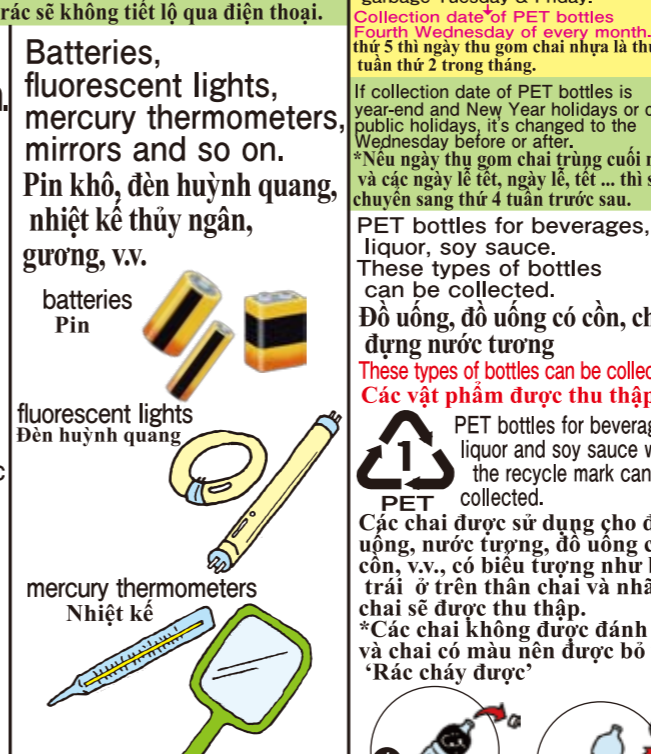 rác sẽ không tiết lộ qua điện thoại.
Batteries,
fluorescent lights,
mercury thermometers,
mirrors and so on.
Pin khô, đèn huỳnh quang,
nhiệt kế thủy ngân,
gương, v.v.
batteries
Pin
fluorescent lights
Đèn huỳnh quang
mercury thermometers
Nhiệt kế
garbage Tuesday & Friday.
Collection date of PET bottles
Fourth Wednesday of every month.
thứ 5 thì ngày thu gom chai nhựa là
tuần thứ 2 trong tháng.
If collection date of PET bottles is
year-end and New Year holidays or
public holidays, it's changed to the
Wednesday before or after.
*Nếu ngày thu gom chai trùng cuối
và các ngày lễ tết, ngày lễ, tết ... thì
chuyển sang thứ 4 tuần trước sau.
PET bottles for beverages,
liquor, soy sauce.
These types of bottles
can be collected.
Đồ uống, đồ uống có cồn,
đựng nước tương
These types of bottles can be
Các vật phẩm được thu thập
1
PET
PET bottles for
liquor and soy sauce
the recycle mark can
collected.
Các chai được sử dụng cho
uống, nước tương, đồ uống
cồn, v.v., có biểu tượng như
trái ở trên thân chai và
chai sẽ được thu thập.
*Các chai không được đánh
và chai có màu nên được bỏ
‘Rác cháy được’